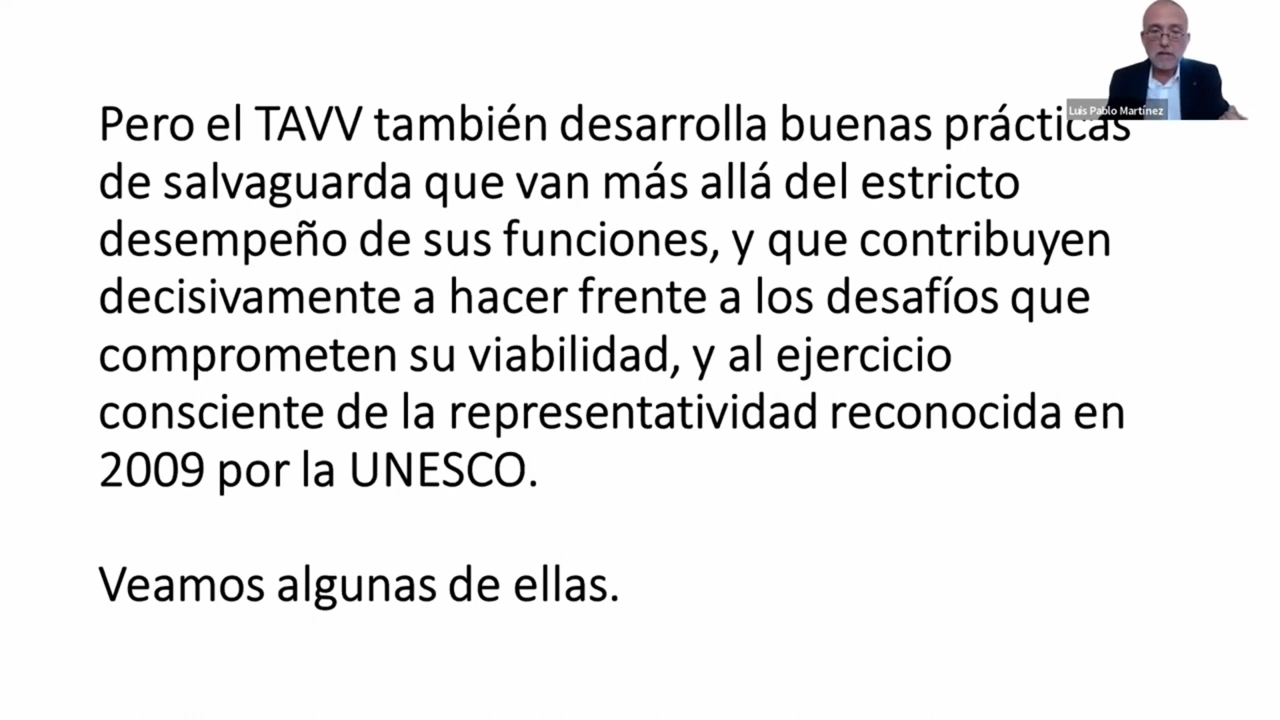 Luis Pablo Martínez
Pero el TAVV también desarrolla buenas prácticas
de salvaguarda que van más allá del estricto
desempeño de sus funciones, y que contribuyen
decisivamente a hacer frente a los desafíos que
comprometen su viabilidad, y al ejercicio
consciente de la representatividad reconocida en
2009 por la UNESCO.
Veamos algunas de ellas.